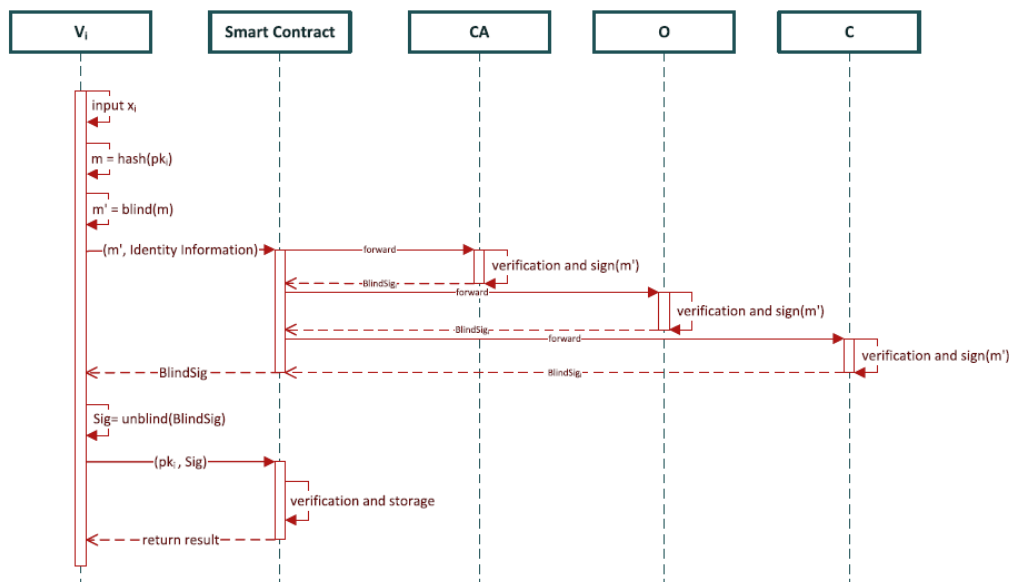 Vᵢ
Smart Contract
CA
O
C
input xᵢ
m = hash(pkᵢ)
m' = blind(m)
(m', Identity Information)
forward
verification and sign(m')
BlindSig
forward
verification and sign(m')
BlindSig
forward
verification and sign(m')
BlindSig
BlindSig
Sig= unblind(BlindSig)
(pkᵢ , Sig)
verification and storage
return result